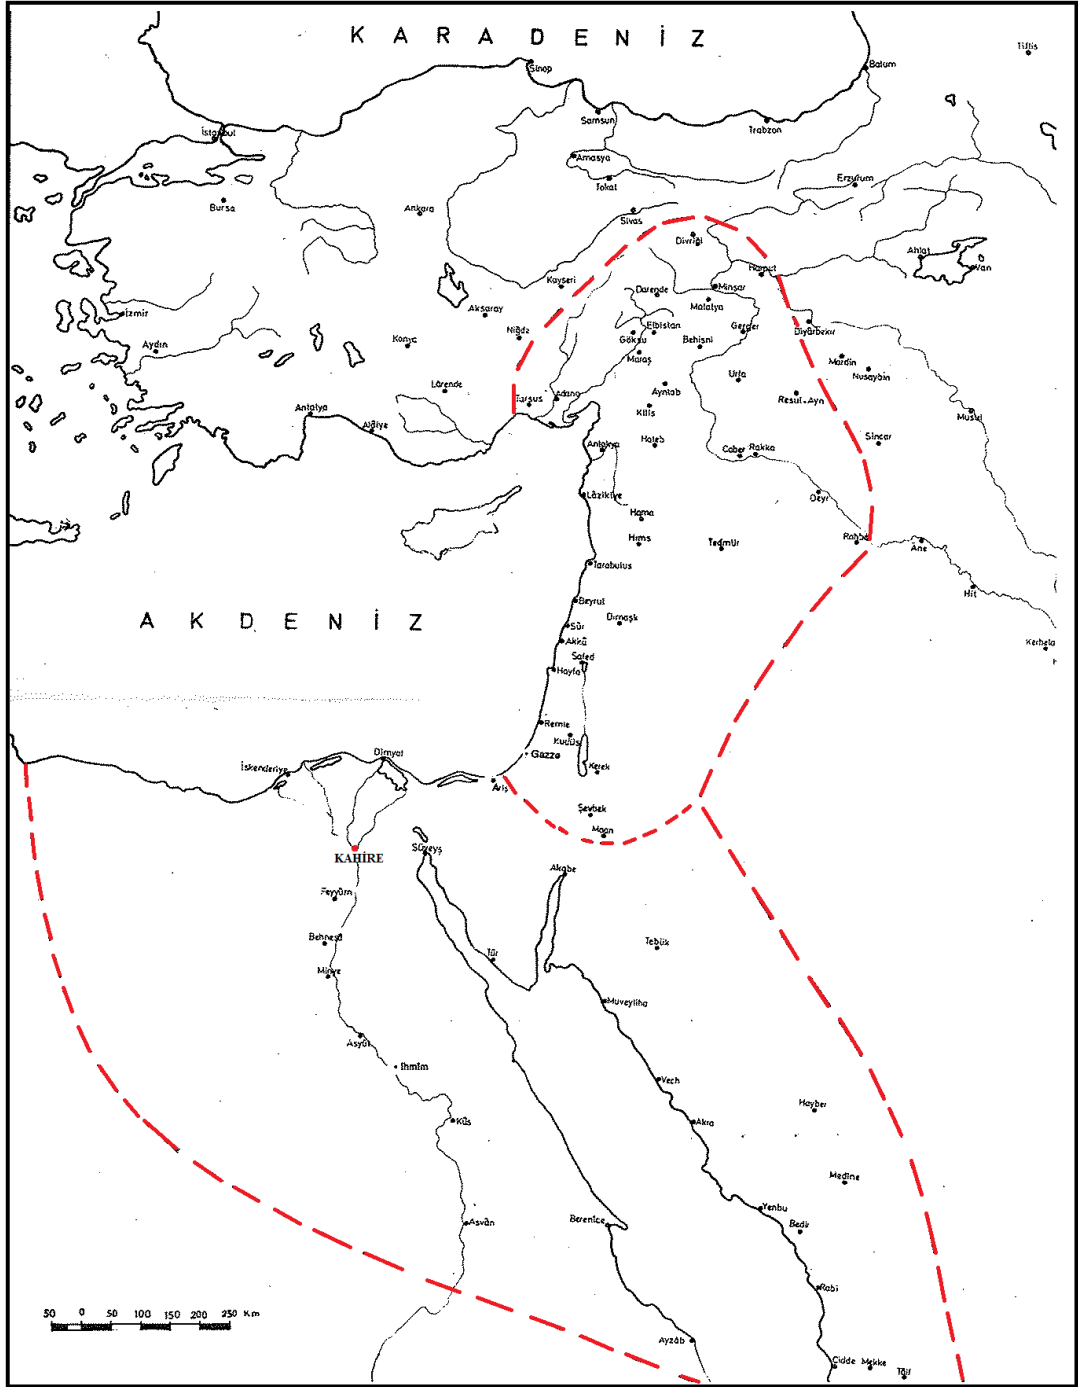 KARADENİZ
Tiflis
Sinop
Batum
Samsun
Trabzon
İstanbul
Amasya
Tokat
Erzurum
Bursa
Ankara
Sivas
Divriği
Ahlat
Van
Harput
Kayseri
Darende
Minşar
Malatya
Aksaray
İzmir
Niğde
Elbistan
Göksu
Behisni
Gerger
Diyârbekır
Konya
Aydın
Maraş
Mardin
Nusaybin
Urfa
Ayntab
Lârende
Tarsus
Adana
Kilis
Resul-Ayn
Antalya
Musul
Alâiye
Sincar
Antakya
Haleb
Caber
Rakka
Lâzikiye
Deyr
Hama
Hıms
Tedmür
Rahbe
Âne
Tarabulus
Hit
Beyrut
AKDENİZ
Dımaşk
Sûr
Akkâ
Kerbela
Safed
Hayfa
Remle
Kudüs
Gazze
Dimyat
İskenderiye
Kerek
Ariş
Şevbek
Maan
KAHİRE
Süveyş
Akabe
Feyyûm
Behnesâ
Tebük
Tûr
Minye
Muveyliha
Asyût
İhmîm
Vech
Hayber
Akra
Kûs
Medine
Yenbu
Asvân
Berenice
Bedir
Rabi
50 0 50 100 150 200 250 Km
Ayzâb
Cidde
Mekke
Tâif